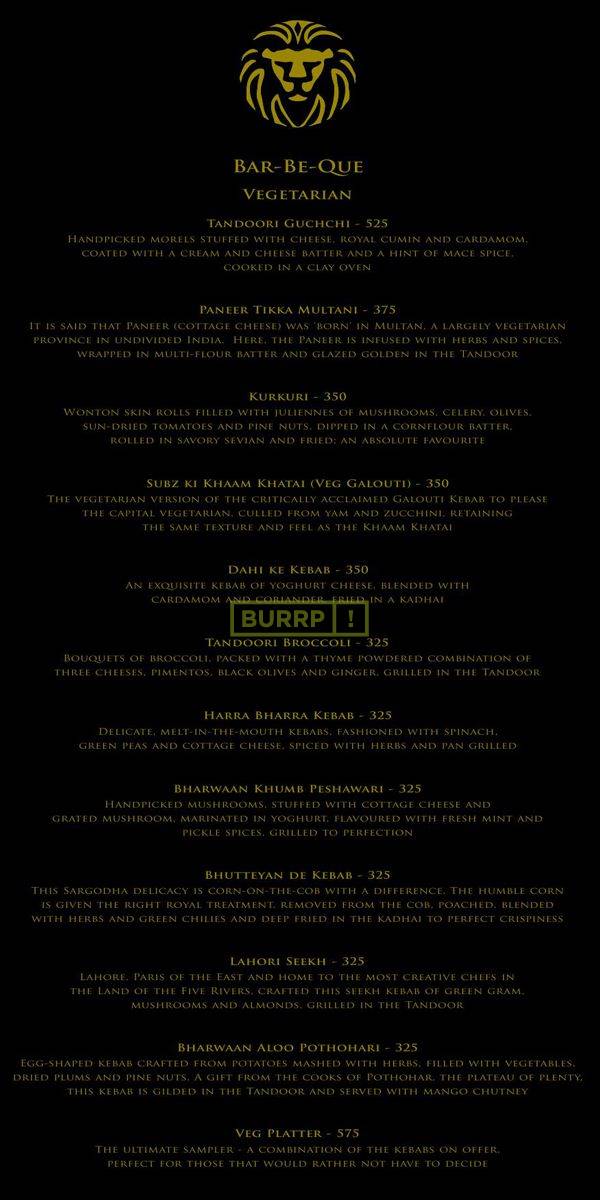 Bar-Be-Que
Vegetarian
Tandoori Guchchi - 525
Handpicked morels stuffed with cheese, royal cumin and cardamom,
coated with a cream and cheese batter and a hint of mace spice,
cooked in a clay oven
Paneer Tikka Multani - 375
It is said that Paneer (cottage cheese) was 'born' in Multan, a largely vegetarian
province in undivided India. Here, the Paneer is infused with herbs and spices,
wrapped in multi-flour batter and glazed golden in the Tandoor
Kurkuri - 350
Wonton skin rolls filled with juliennes of mushrooms, celery, olives,
sun-dried tomatoes and pine nuts, dipped in a cornflour batter,
rolled in savory sevian and fried; an absolute favourite
Subz ki Khaam Khatai (Veg Galouti) - 350
The vegetarian version of the critically acclaimed Galouti Kebab to please
the capital vegetarian, culled from yam and zucchini, retaining
the same texture and feel as the Khaam Khatai
Dahi ke Kebab - 350
An exquisite kebab of yoghurt cheese, blended with
cardamom and coriander, fried in a kadhai
BURRP !
Tandoori Broccoli - 325
Bouquets of broccoli, packed with a thyme powdered combination of
three cheeses, pimentos, black olives and ginger, grilled in the Tandoor
Harra Bharra Kebab - 325
Delicate, melt-in-the-mouth kebabs, fashioned with spinach,
green peas and cottage cheese, spiced with herbs and pan grilled
Bharwaan Khumb Peshawari - 325
Handpicked mushrooms, stuffed with cottage cheese and
grated mushroom, marinated in yoghurt, flavoured with fresh mint and
pickle spices, grilled to perfection
Bhutteyan de Kebab - 325
This Sargodha delicacy is corn-on-the-cob with a difference. The humble corn
is given the right royal treatment, removed from the cob, poached, blended
with herbs and green chilies and deep fried in the kadhai to perfect crispiness
Lahori Seekh - 325
Lahore, Paris of the East and home to the most creative chefs in
the Land of the Five Rivers, crafted this seekh kebab of green gram,
mushrooms and almonds, grilled in the Tandoor
Bharwaan Aloo Pothohari - 325
Egg-shaped kebab crafted from potatoes mashed with herbs, filled with vegetables,
dried plums and pine nuts. A gift from the cooks of Pothohar, the plateau of plenty,
this kebab is gilded in the Tandoor and served with mango chutney
Veg Platter - 575
The ultimate sampler - a combination of the kebabs on offer,
perfect for those that would rather not have to decide